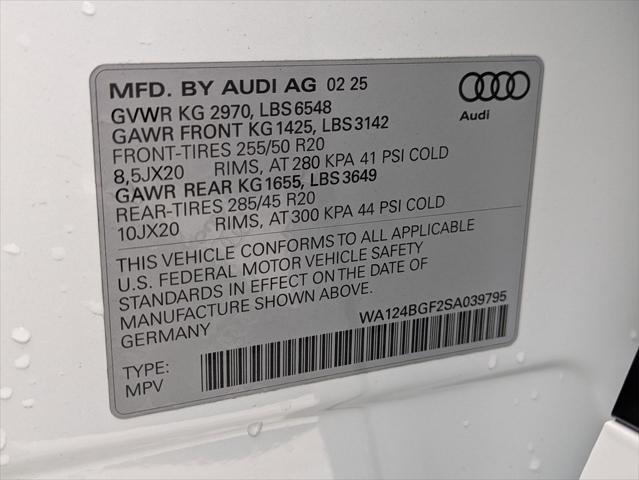 MFD. BY AUDI AG 02 25
GVWR KG 2970, LBS 6548
GAWR FRONT KG 1425, LBS 3142
FRONT-TIRES 255/50 R20
8,5JX20 RIMS, AT 280 KPA 41 PSI COLD
GAWR REAR KG 1655, LBS 3649
REAR-TIRES 285/45 R20
10JX20 RIMS, AT 300 KPA 44 PSI COLD
Audi
THIS VEHICLE CONFORMS TO ALL APPLICABLE
U.S. FEDERAL MOTOR VEHICLE SAFETY
STANDARDS IN EFFECT ON THE DATE OF
MANUFACTURE SHOWN ABOVE.
GERMANY
WA124BGF2SA039795
TYPE:
MPV